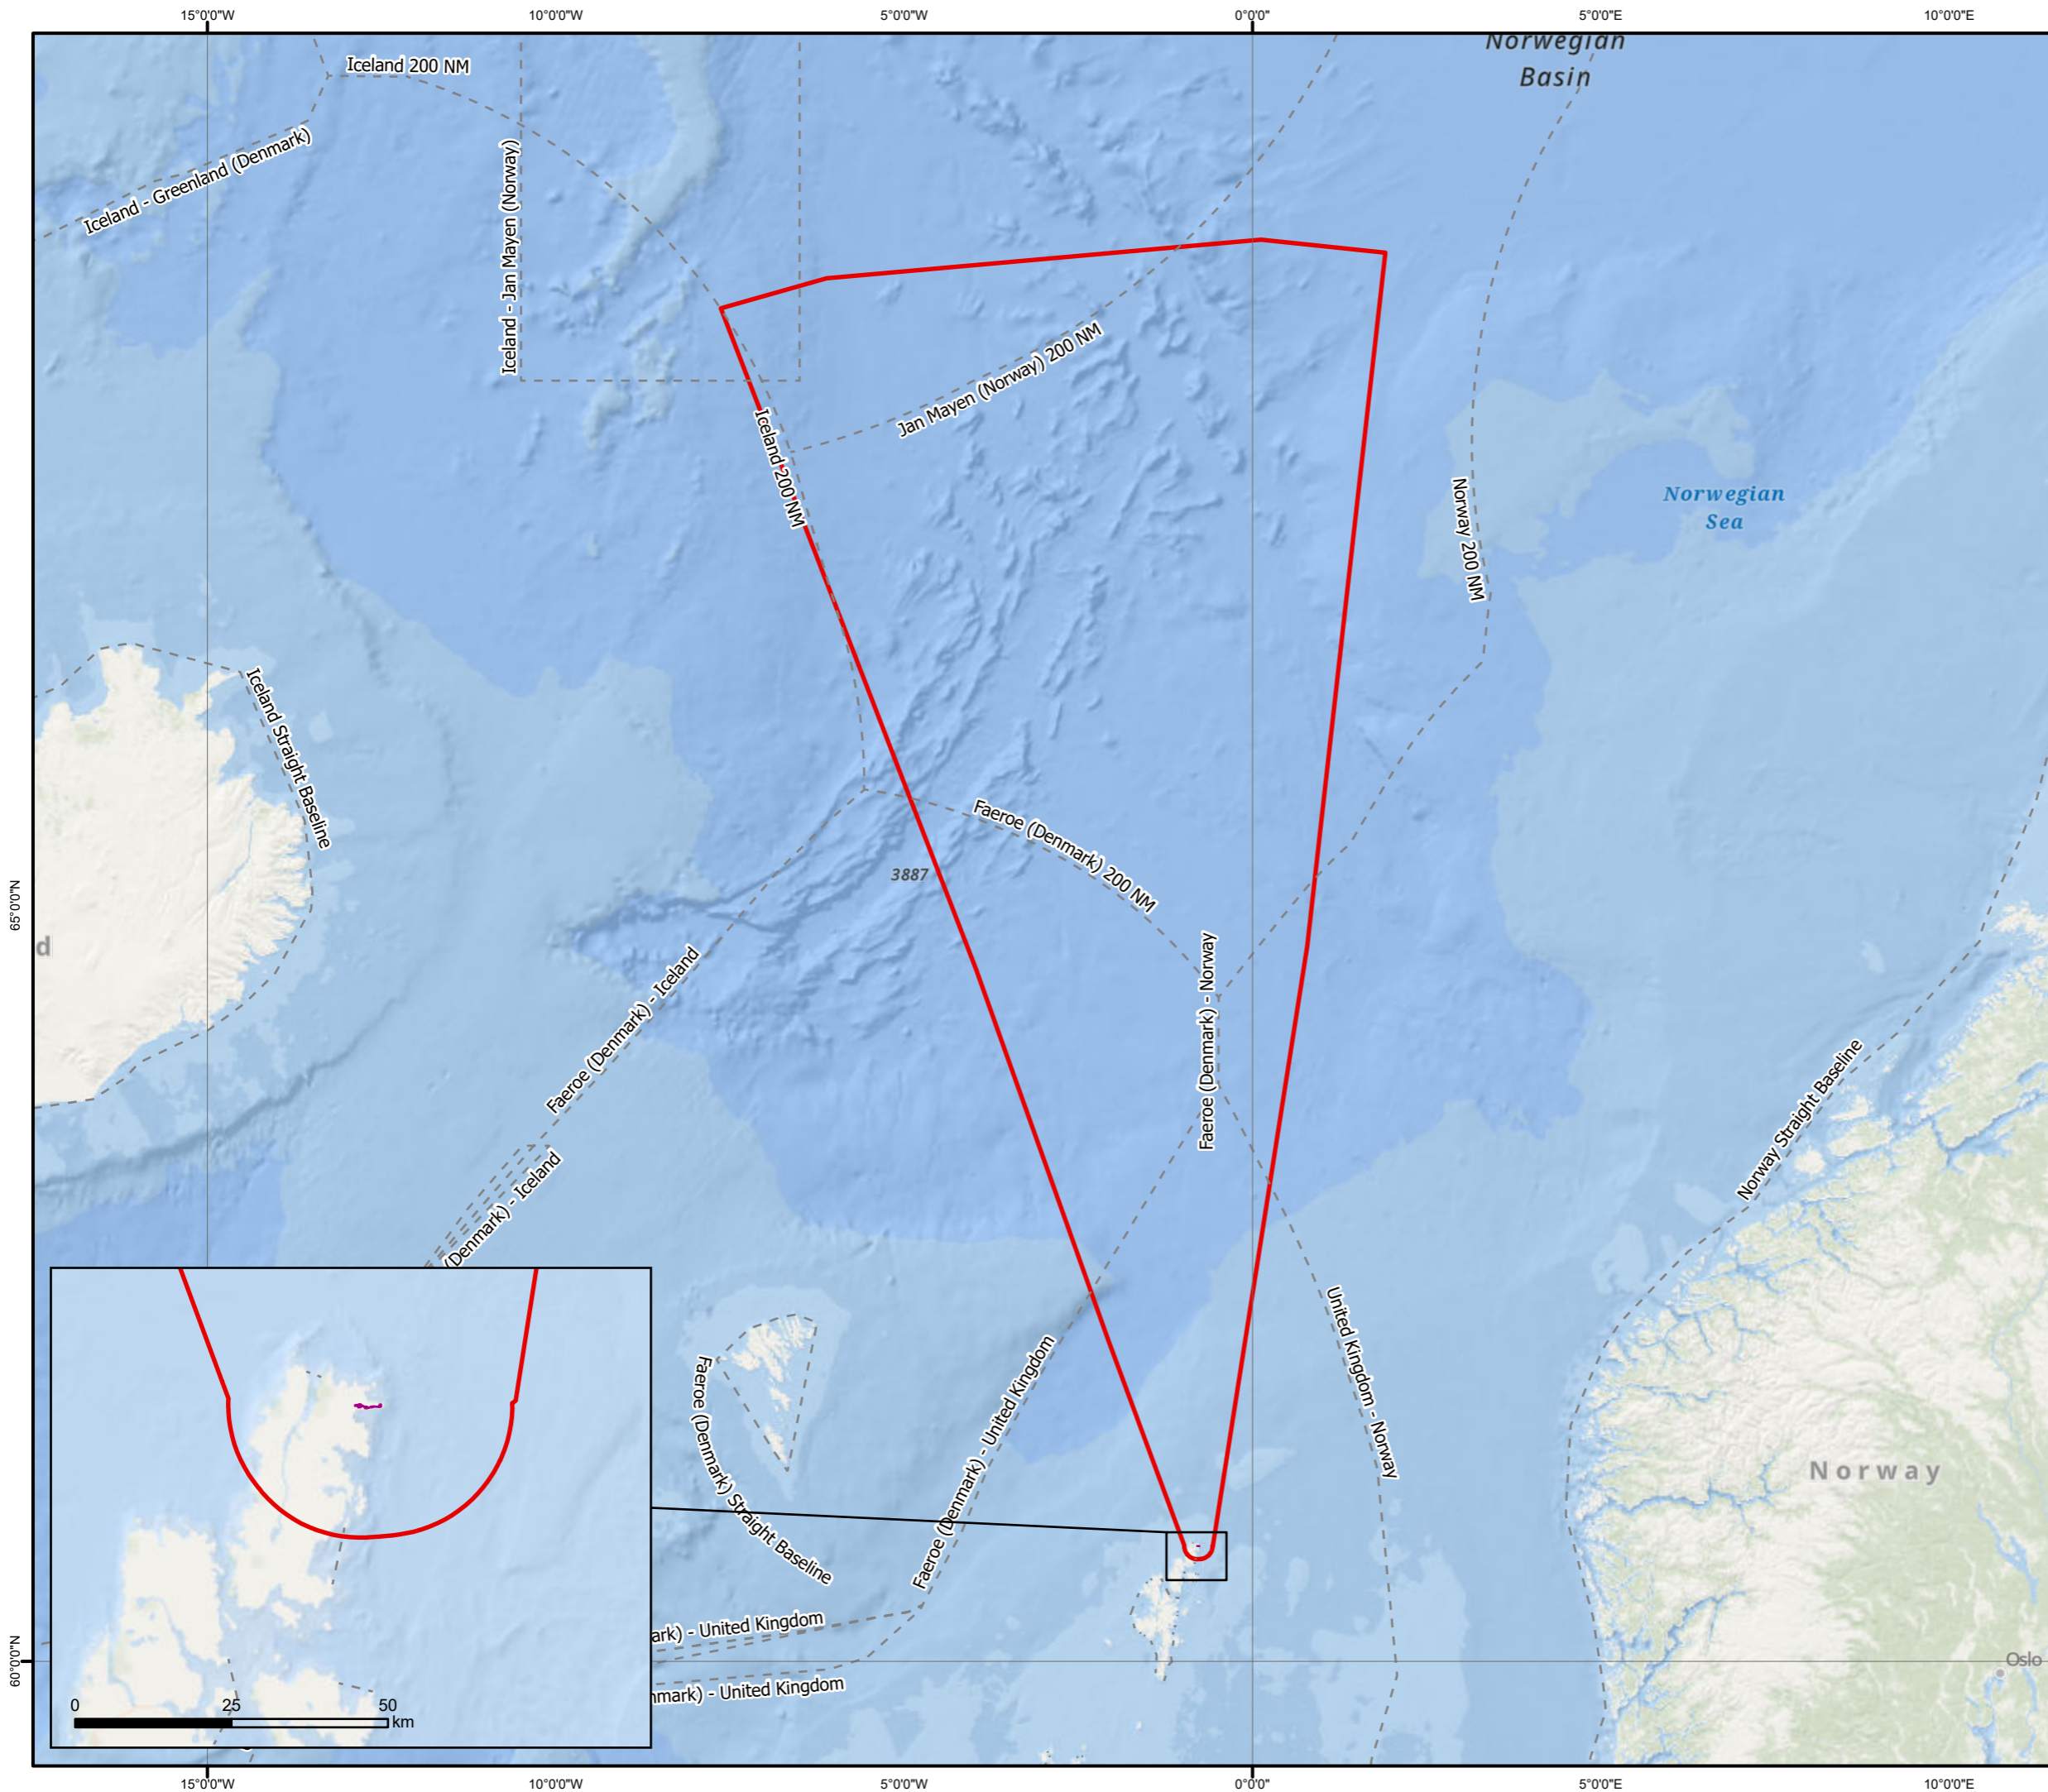 15°0'0"W
10°0'0"W
5°0'0"W
0°0'0"
5°0'0"E
10°0'0"E
Norwegian
Basin
Iceland 200 NM
Iceland - Greenland (Denmark)
Iceland - Jan Mayen (Norway)
Jan Mayen (Norway) 200 NM
Iceland 200 NM
Norway 200 NM
Norwegian
Sea
Iceland Straight Baseline
Faeroe (Denmark) 200 NM
3887
65°0'0"N
d
Faeroe (Denmark) - Iceland
Faeroe (Denmark) - Norway
(Denmark) - Iceland
Norway Straight Baseline
United Kingdom - Norway
Faeroe (Denmark) Straight Baseline
Faeroe (Denmark) - United Kingdom
Norway
ark) - United Kingdom
nmark) - United Kingdom
60°0'0"N
Oslo
0
25
50
km
15°0'0"W
10°0'0"W
5°0'0"W
0°0'0"
5°0'0"E
10°0'0"E